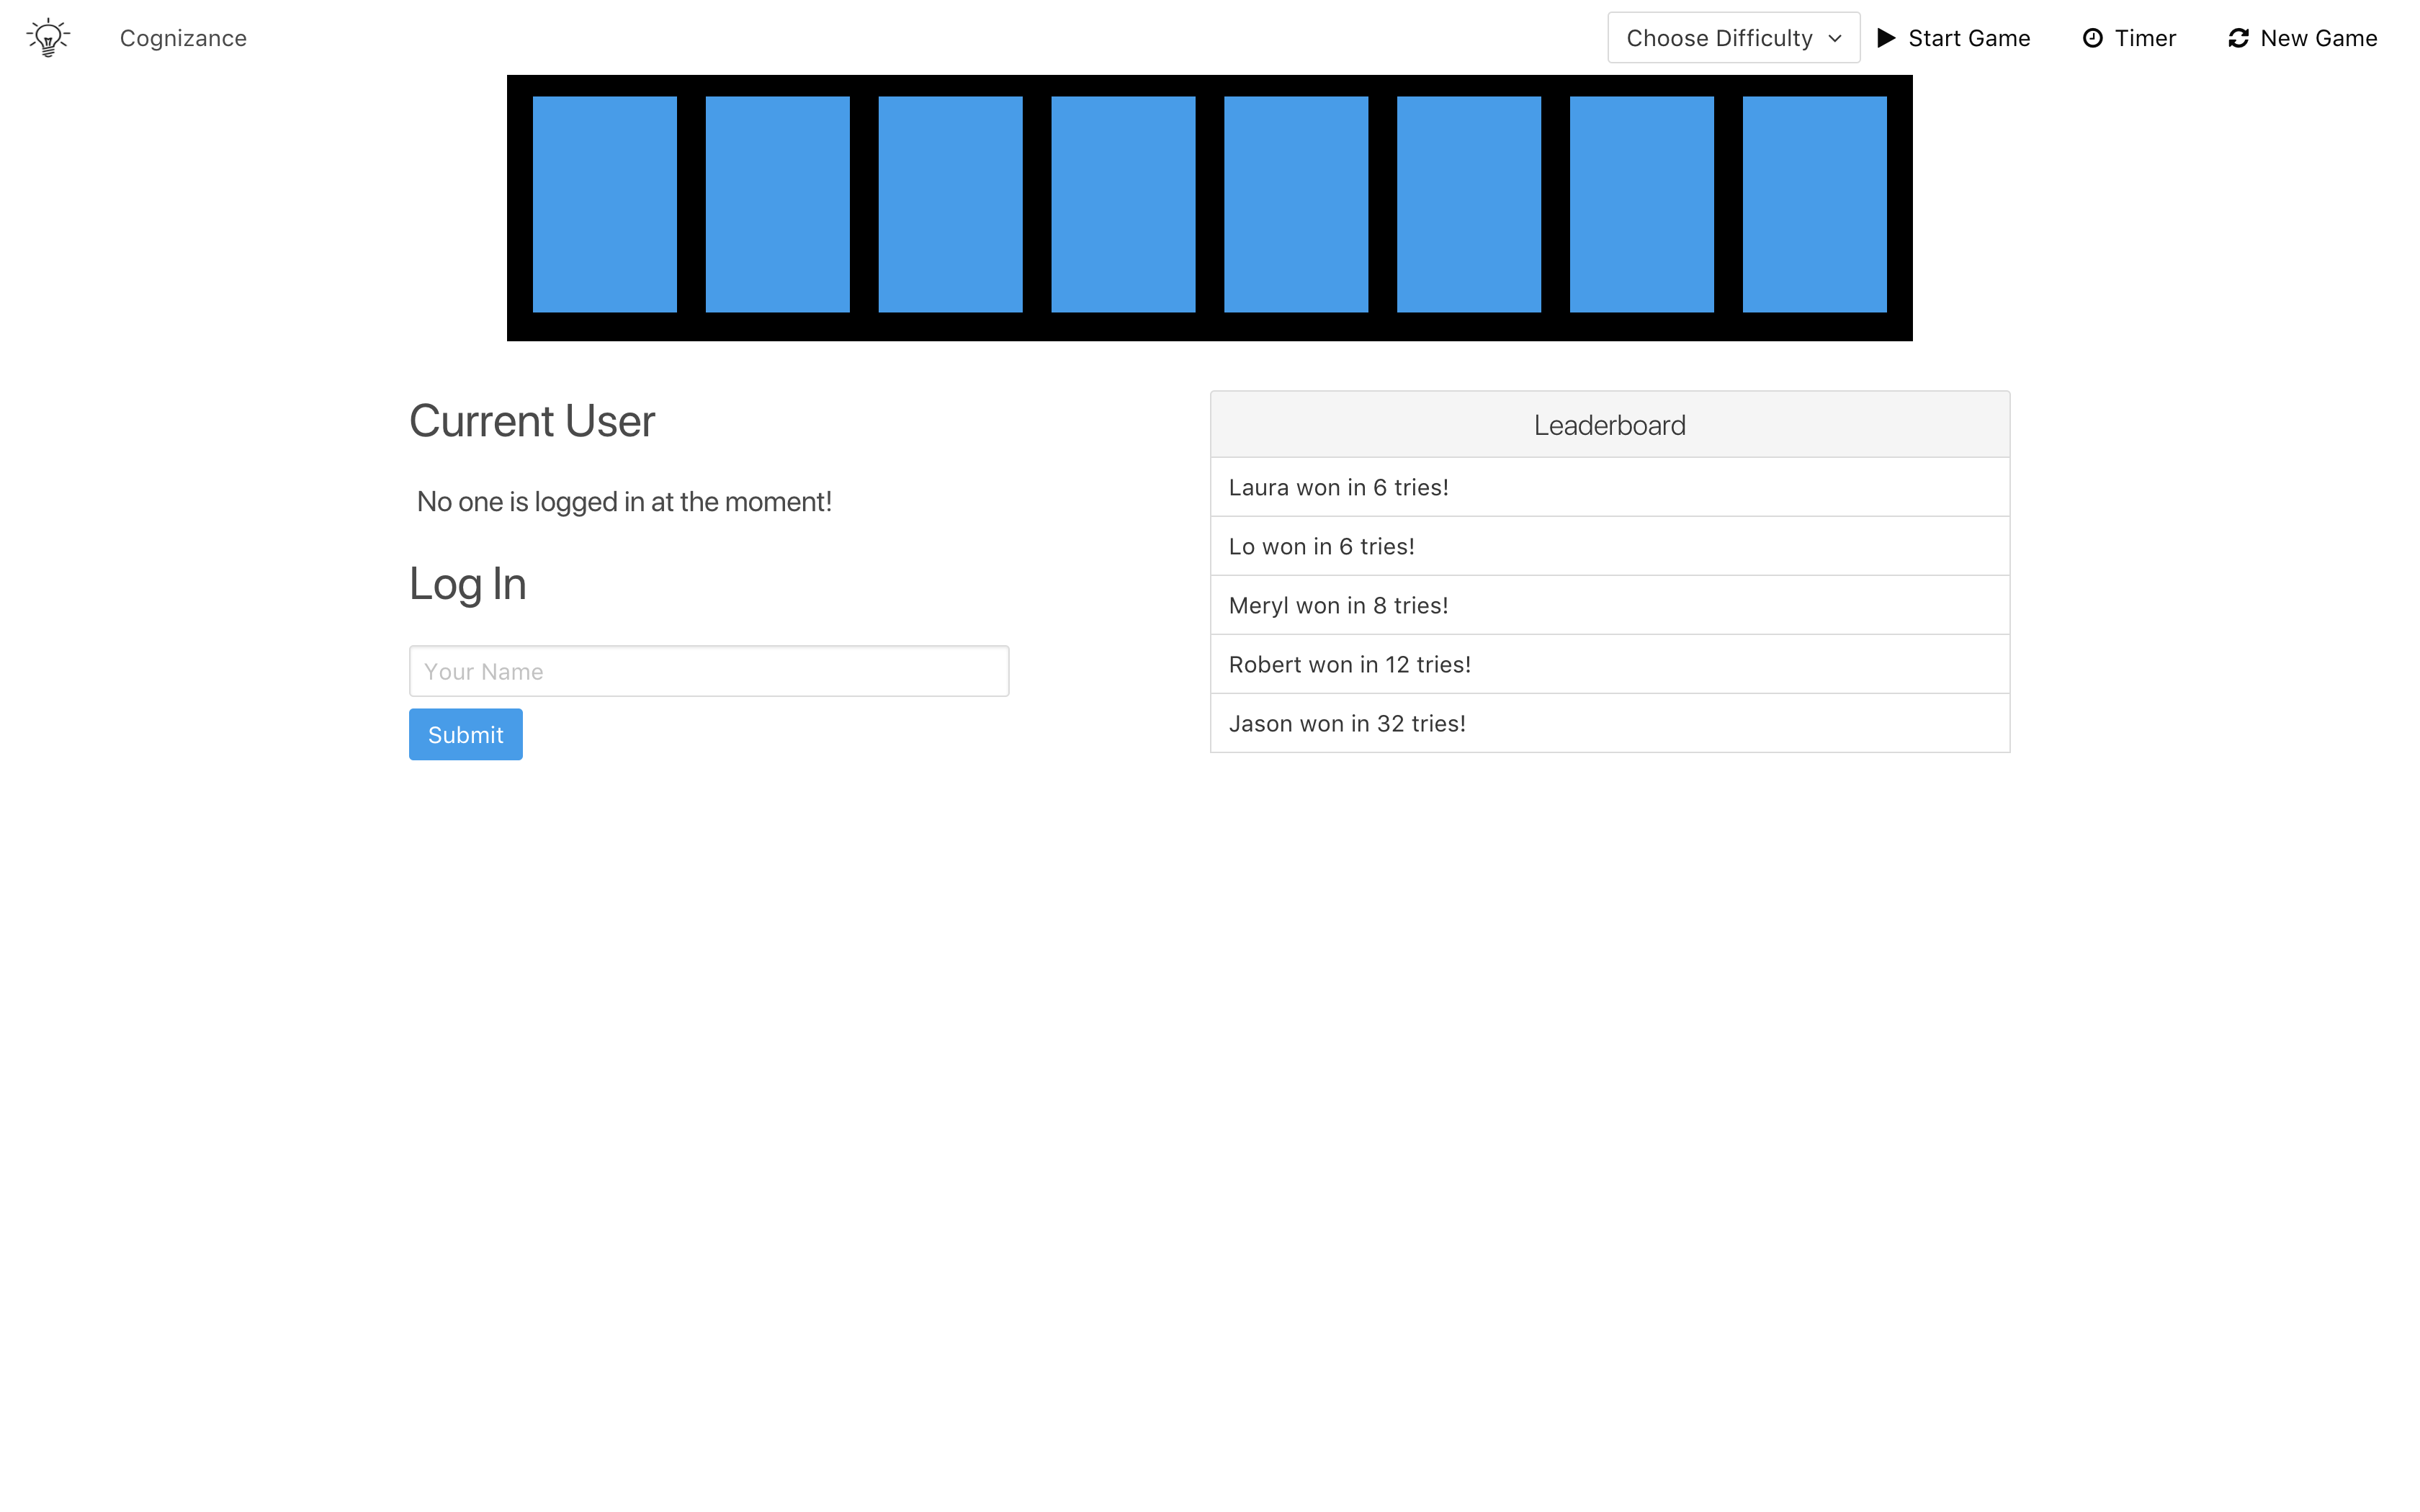 Cognizance
Choose Difficulty
Start Game
Timer
New Game
Current User
No one is logged in at the moment!
Log In
Your Name
Submit
Leaderboard
Laura won in 6 tries!
Lo won in 6 tries!
Meryl won in 8 tries!
Robert won in 12 tries!
Jason won in 32 tries!